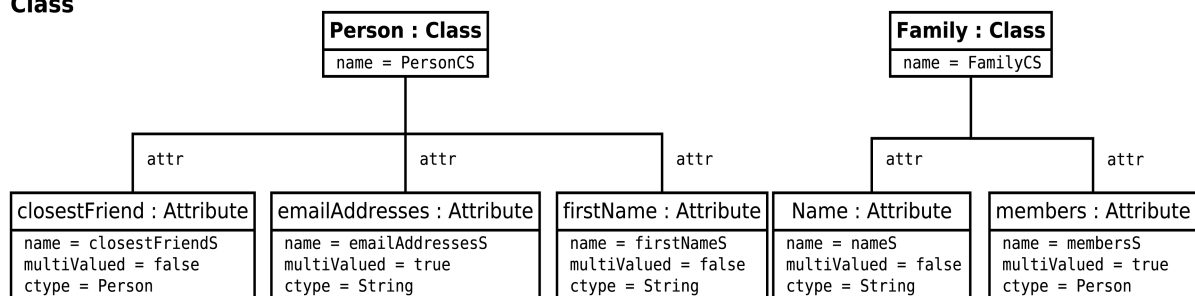 Class
Person : Class
name = PersonCS
Family : Class
name = FamilyCS
attr
attr
attr
attr
attr
closestFriend : Attribute
name = closestFriendS
multiValued = false
ctype = Person
emailAddresses : Attribute
name = emailAddressesS
multiValued = true
ctype = String
firstName : Attribute
name = firstNameS
multiValued = false
ctype = String
Name : Attribute
name = nameS
multiValued = false
ctype = String
members : Attribute
name = membersS
multiValued = true
ctype = Person